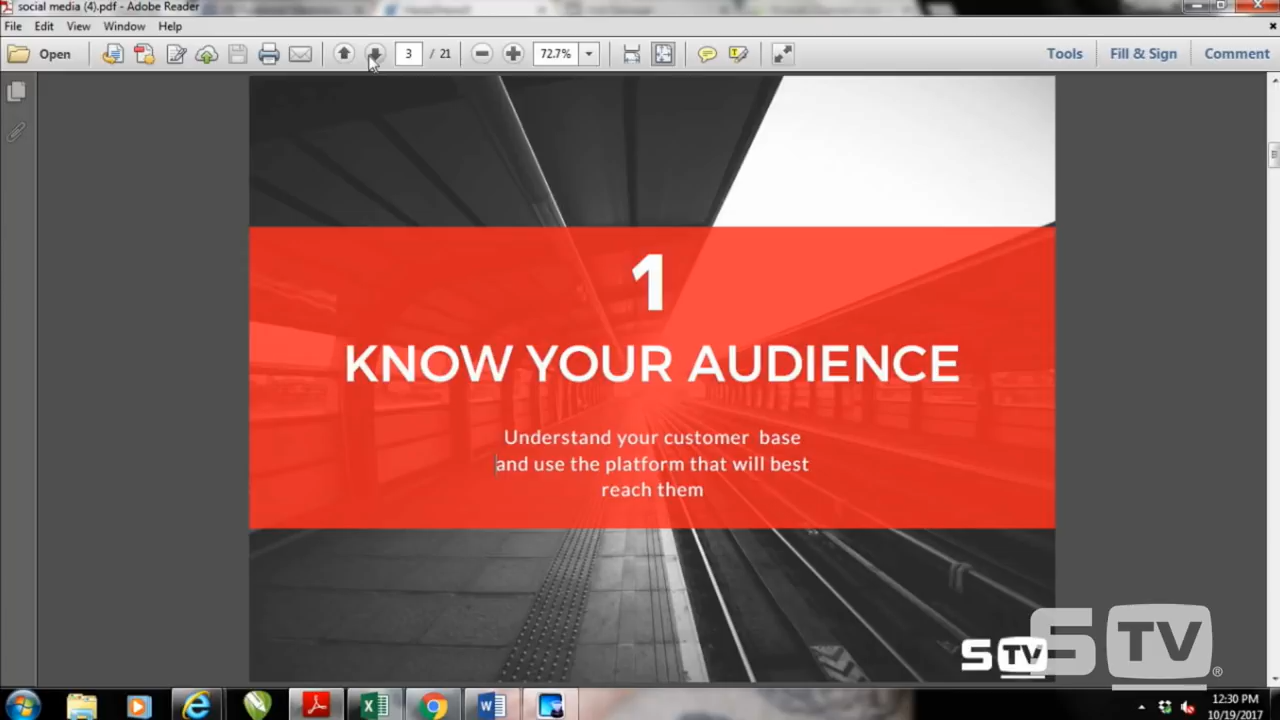 social media (4).pdf - Adobe Reader
File Edit View Window Help
Open 3 / 21 72.7% Tools Fill & Sign Comment
1
KNOW YOUR AUDIENCE
Understand your customer base
and use the platform that will best
reach them
STV
STV®
12:30 PM
10/19/2017